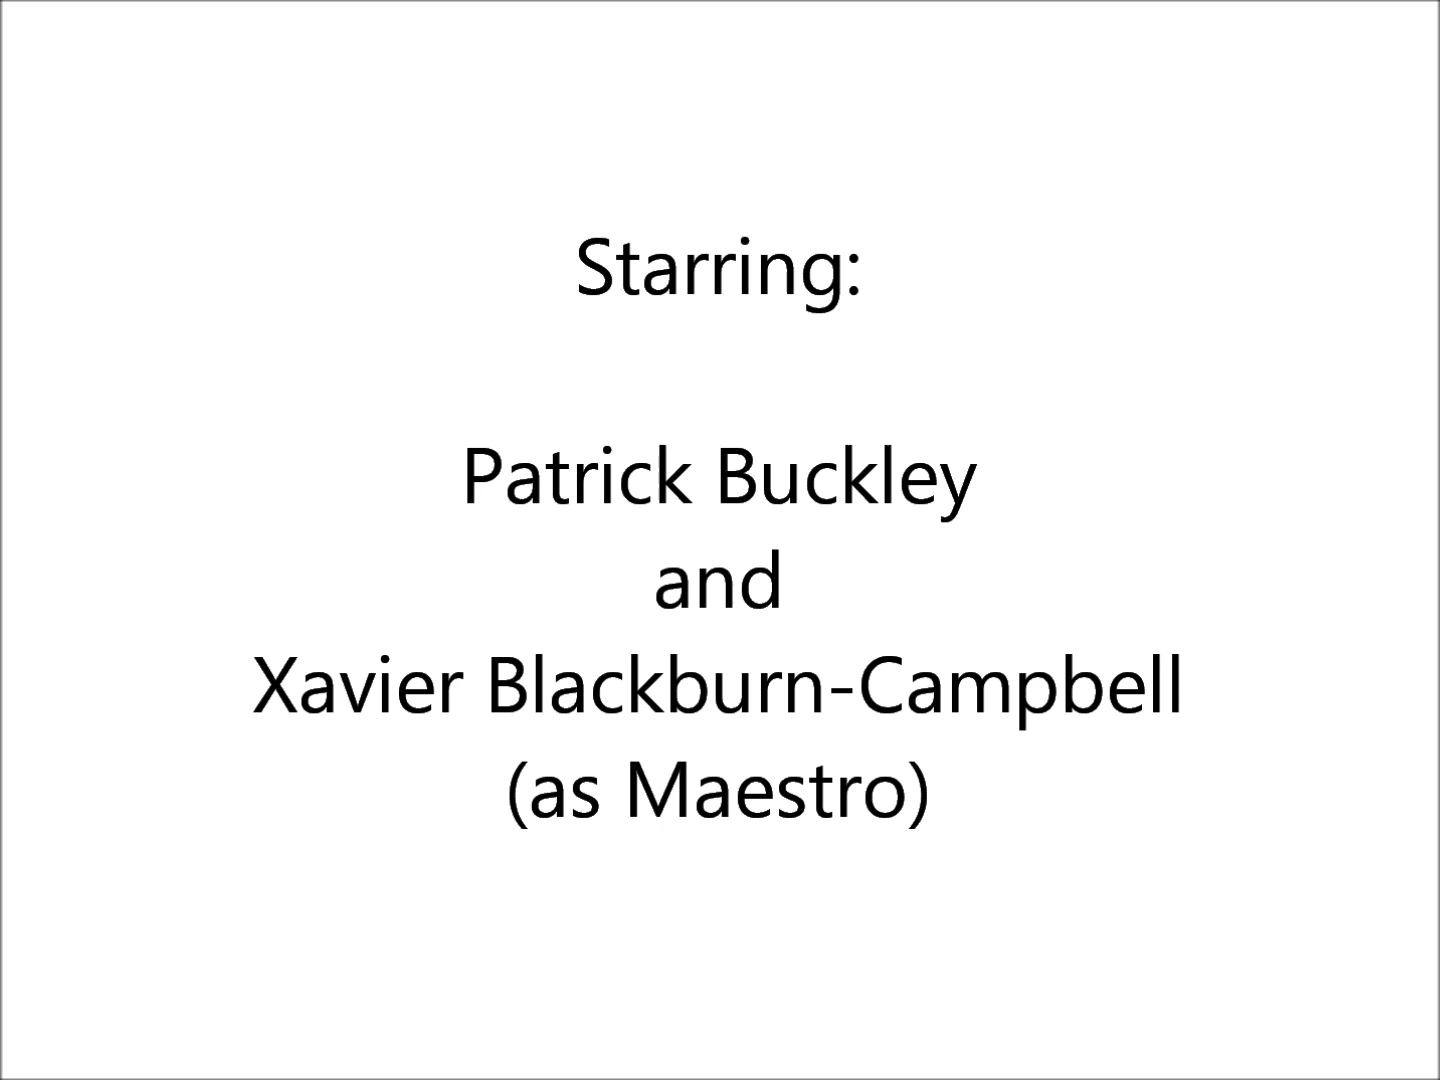 Starring:
Patrick Buckley
and
Xavier Blackburn-Campbell
(as Maestro)